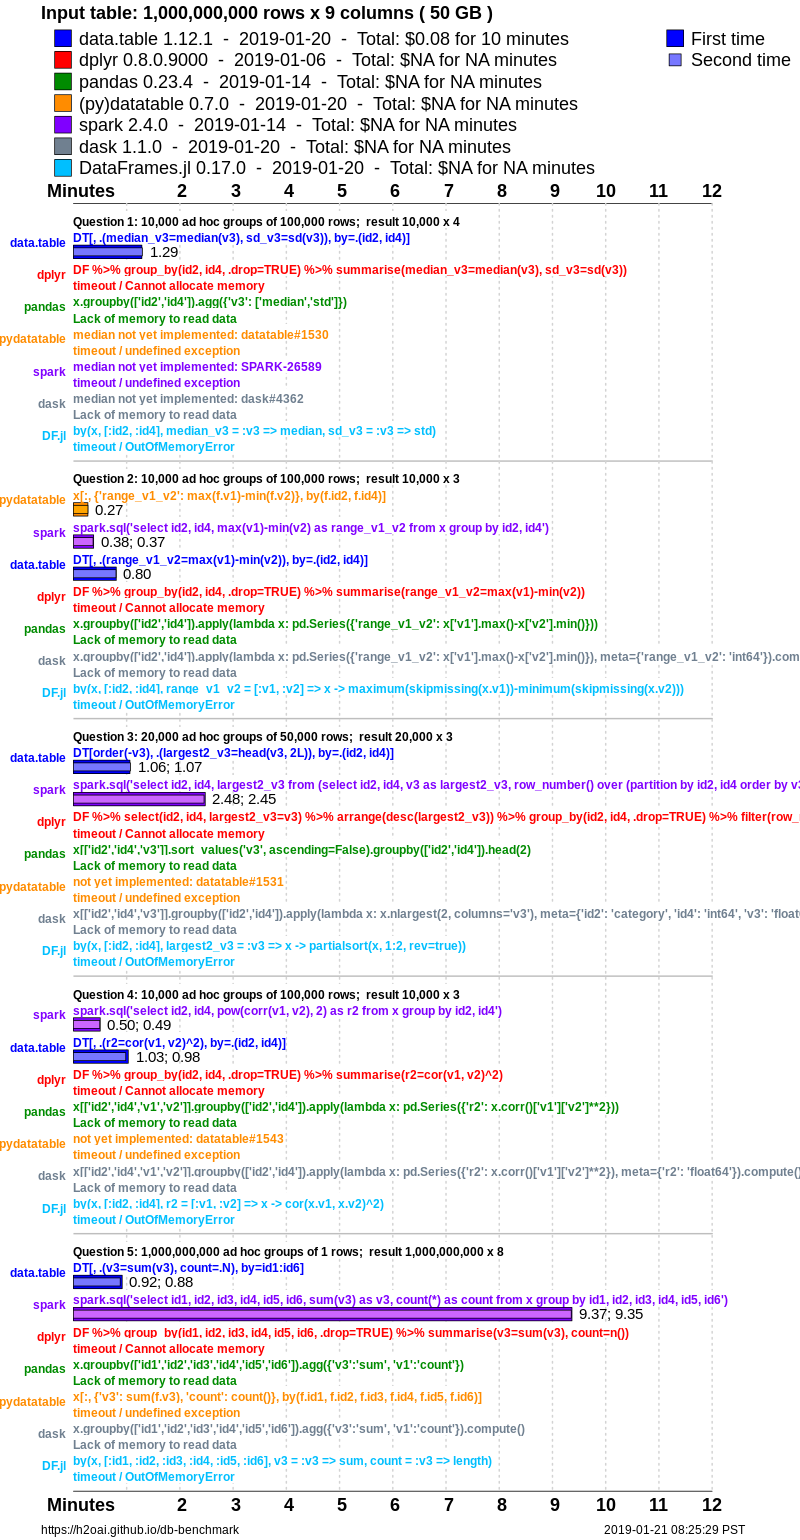 Input table: 1,000,000,000 rows x 9 columns ( 50 GB )
data.table 1.12.1 - 2019-01-20 - Total: $0.08 for 10 minutes
First time
dplyr 0.8.0.9000 - 2019-01-06 - Total: $NA for NA minutes
Second time
pandas 0.23.4 - 2019-01-14 - Total: $NA for NA minutes
(py)datatable 0.7.0 - 2019-01-20 - Total: $NA for NA minutes
spark 2.4.0 - 2019-01-14 - Total: $NA for NA minutes
dask 1.1.0 - 2019-01-20 - Total: $NA for NA minutes
DataFrames.jl 0.17.0 - 2019-01-20 - Total: $NA for NA minutes
Minutes 2 3 4 5 6 7 8 9 10 11 12
Question 1: 10,000 ad hoc groups of 100,000 rows; result 10,000 x 4
data.table DT[, .(median_v3=median(v3), sd_v3=sd(v3)), by=.(id2, id4)]
1.29
dplyr DF %>% group_by(id2, id4, .drop=TRUE) %>% summarise(median_v3=median(v3), sd_v3=sd(v3))
timeout / Cannot allocate memory
pandas x.groupby(['id2','id4']).agg({'v3': ['median','std']})
Lack of memory to read data
pydatatable median not yet implemented: datatable#1530
timeout / undefined exception
spark median not yet implemented: SPARK-26589
timeout / undefined exception
dask median not yet implemented: dask#4362
Lack of memory to read data
DF.jl by(x, [:id2, :id4], median_v3 = :v3 => median, sd_v3 = :v3 => std)
timeout / OutOfMemoryError
Question 2: 10,000 ad hoc groups of 100,000 rows; result 10,000 x 3
pydatatable x[:, {'range_v1_v2': max(f.v1)-min(f.v2)}, by(f.id2, f.id4)]
0.27
spark spark.sql('select id2, id4, max(v1)-min(v2) as range_v1_v2 from x group by id2, id4')
0.38; 0.37
data.table DT[, .(range_v1_v2=max(v1)-min(v2)), by=.(id2, id4)]
0.80
dplyr DF %>% group_by(id2, id4, .drop=TRUE) %>% summarise(range_v1_v2=max(v1)-min(v2))
timeout / Cannot allocate memory
pandas x.groupby(['id2','id4']).apply(lambda x: pd.Series({'range_v1_v2': x['v1'].max()-x['v2'].min()}))
Lack of memory to read data
dask x.groupby(['id2','id4']).apply(lambda x: pd.Series({'range_v1_v2': x['v1'].max()-x['v2'].min()}), meta={'range_v1_v2': 'int64'}).com
Lack of memory to read data
DF.jl by(x, [:id2, :id4], range_v1_v2 = [:v1, :v2] => x -> maximum(skipmissing(x.v1))-minimum(skipmissing(x.v2)))
timeout / OutOfMemoryError
Question 3: 20,000 ad hoc groups of 50,000 rows; result 20,000 x 3
data.table DT[order(-v3), .(largest2_v3=head(v3, 2L)), by=.(id2, id4)]
1.06; 1.07
spark spark.sql('select id2, id4, largest2_v3 from (select id2, id4, v3 as largest2_v3, row_number() over (partition by id2, id4 order by v3
2.48; 2.45
dplyr DF %>% select(id2, id4, largest2_v3=v3) %>% arrange(desc(largest2_v3)) %>% group_by(id2, id4, .drop=TRUE) %>% filter(row_
timeout / Cannot allocate memory
pandas x[['id2','id4','v3']].sort_values('v3', ascending=False).groupby(['id2','id4']).head(2)
Lack of memory to read data
pydatatable not yet implemented: datatable#1531
timeout / undefined exception
dask x[['id2','id4','v3']].groupby(['id2','id4']).apply(lambda x: x.nlargest(2, columns='v3'), meta={'id2': 'category', 'id4': 'int64', 'v3': 'float
Lack of memory to read data
DF.jl by(x, [:id2, :id4], largest2_v3 = :v3 => x -> partialsort(x, 1:2, rev=true))
timeout / OutOfMemoryError
Question 4: 10,000 ad hoc groups of 100,000 rows; result 10,000 x 3
spark spark.sql('select id2, id4, pow(corr(v1, v2), 2) as r2 from x group by id2, id4')
0.50; 0.49
data.table DT[, .(r2=cor(v1, v2)^2), by=.(id2, id4)]
1.03; 0.98
dplyr DF %>% group_by(id2, id4, .drop=TRUE) %>% summarise(r2=cor(v1, v2)^2)
timeout / Cannot allocate memory
pandas x[['id2','id4','v1','v2']].groupby(['id2','id4']).apply(lambda x: pd.Series({'r2': x.corr()['v1']['v2']**2}))
Lack of memory to read data
pydatatable not yet implemented: datatable#1543
timeout / undefined exception
dask x[['id2','id4','v1','v2']].groupby(['id2','id4']).apply(lambda x: pd.Series({'r2': x.corr()['v1']['v2']**2}), meta={'r2': 'float64'}).compute()
Lack of memory to read data
DF.jl by(x, [:id2, :id4], r2 = [:v1, :v2] => x -> cor(x.v1, x.v2)^2)
timeout / OutOfMemoryError
Question 5: 1,000,000,000 ad hoc groups of 1 rows; result 1,000,000,000 x 8
data.table DT[, .(v3=sum(v3), count=.N), by=id1:id6]
0.92; 0.88
spark spark.sql('select id1, id2, id3, id4, id5, id6, sum(v3) as v3, count(*) as count from x group by id1, id2, id3, id4, id5, id6')
9.37; 9.35
dplyr DF %>% group_by(id1, id2, id3, id4, id5, id6, .drop=TRUE) %>% summarise(v3=sum(v3), count=n())
timeout / Cannot allocate memory
pandas x.groupby(['id1','id2','id3','id4','id5','id6']).agg({'v3':'sum', 'v1':'count'})
Lack of memory to read data
pydatatable x[:, {'v3': sum(f.v3), 'count': count()}, by(f.id1, f.id2, f.id3, f.id4, f.id5, f.id6)]
timeout / undefined exception
dask x.groupby(['id1','id2','id3','id4','id5','id6']).agg({'v3':'sum', 'v1':'count'}).compute()
Lack of memory to read data
DF.jl by(x, [:id1, :id2, :id3, :id4, :id5, :id6], v3 = :v3 => sum, count = :v3 => length)
timeout / OutOfMemoryError
Minutes 2 3 4 5 6 7 8 9 10 11 12
https://h2oai.github.io/db-benchmark
2019-01-21 08:25:29 PST